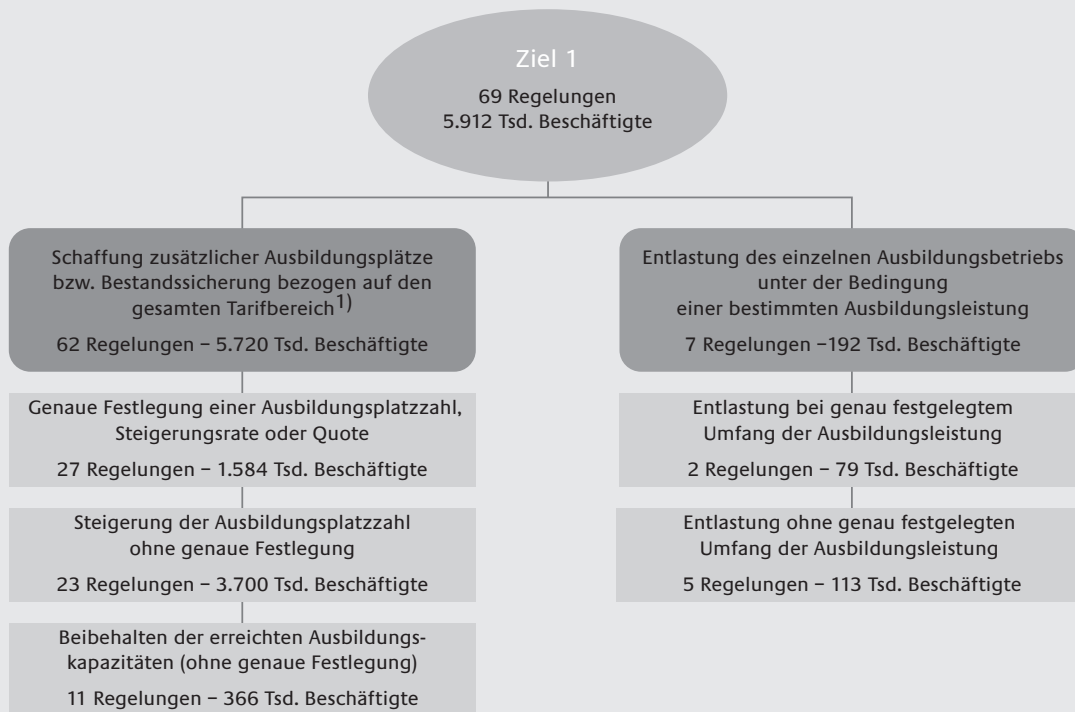 Ziel 1
69 Regelungen
5.912 Tsd. Beschäftigte
Schaffung zusätzlicher Ausbildungsplätze
bzw. Bestandssicherung bezogen auf den
gesamten Tarifbereich1)
62 Regelungen – 5.720 Tsd. Beschäftigte
Genaue Festlegung einer Ausbildungsplatzzahl,
Steigerungsrate oder Quote
27 Regelungen – 1.584 Tsd. Beschäftigte
Steigerung der Ausbildungsplatzzahl
ohne genaue Festlegung
23 Regelungen – 3.700 Tsd. Beschäftigte
Beibehalten der erreichten Ausbildungs-
kapazitäten (ohne genaue Festlegung)
11 Regelungen – 366 Tsd. Beschäftigte
Entlastung des einzelnen Ausbildungsbetriebs
unter der Bedingung
einer bestimmten Ausbildungsleistung
7 Regelungen –192 Tsd. Beschäftigte
Entlastung bei genau festgelegtem
Umfang der Ausbildungsleistung
2 Regelungen – 79 Tsd. Beschäftigte
Entlastung ohne genau festgelegten
Umfang der Ausbildungsleistung
5 Regelungen – 113 Tsd. Beschäftigte